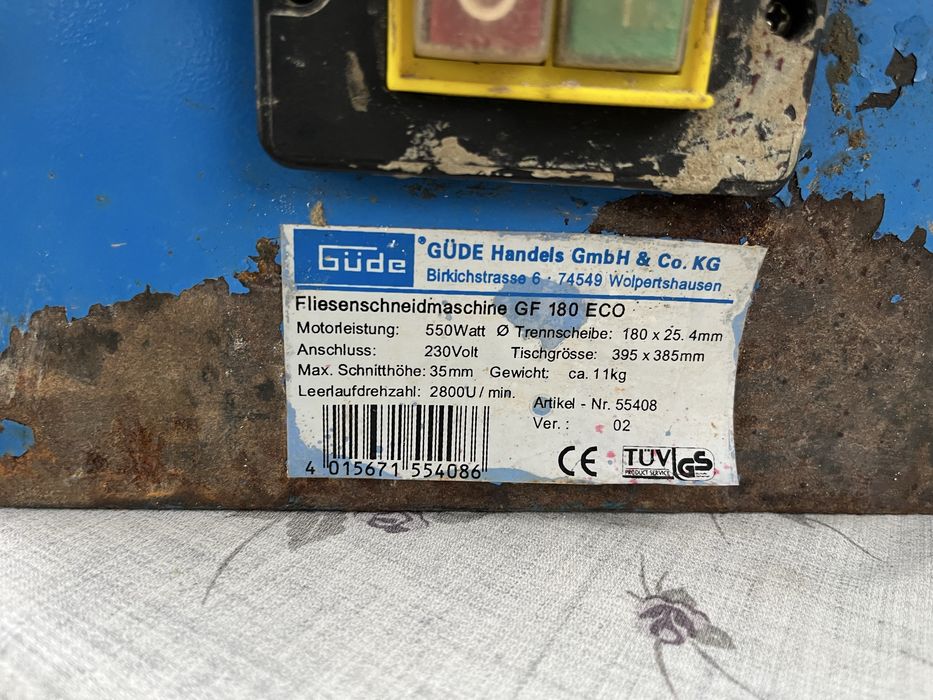 O I
Güde
®GÜDE Handels GmbH & Co. KG
Birkichstrasse 6 · 74549 Wolpertshausen
Fliesenschneidmaschine GF 180 ECO
Motorleistung: 550Watt Ø Trennscheibe: 180 x 25.4mm
Anschluss: 230Volt Tischgrösse: 395 x 385mm
Max. Schnitthöhe: 35mm Gewicht: ca. 11kg
Leerlaufdrehzahl: 2800U/min.
Artikel - Nr. 55408
Ver. : 02
4 015671 554086
CE
TÜV
PRODUCT SERVICE
GS